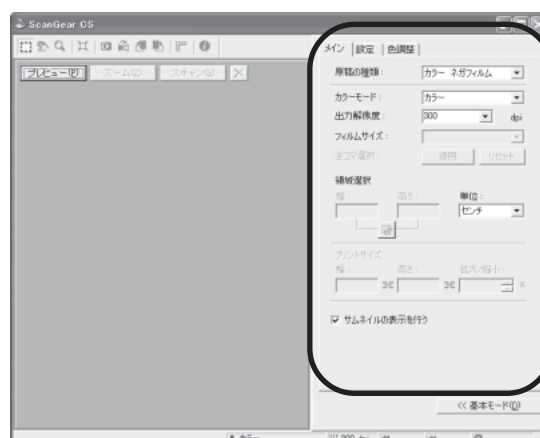 ScanGear CS
プレビュー(P) ズーム(Z) スキャン(S)
メイン 設定 色調整
原稿の種類: カラー ネガフィルム
カラーモード: カラー
出力解像度: 300 dpi
フィルムサイズ:
全コマ選択: 適用 リセット
領域選択
幅: 高さ: 単位:
センチ
プリントサイズ
幅: 高さ: 拡大/縮小:
%
サムネイルの表示を行う
<< 基本モード(D)